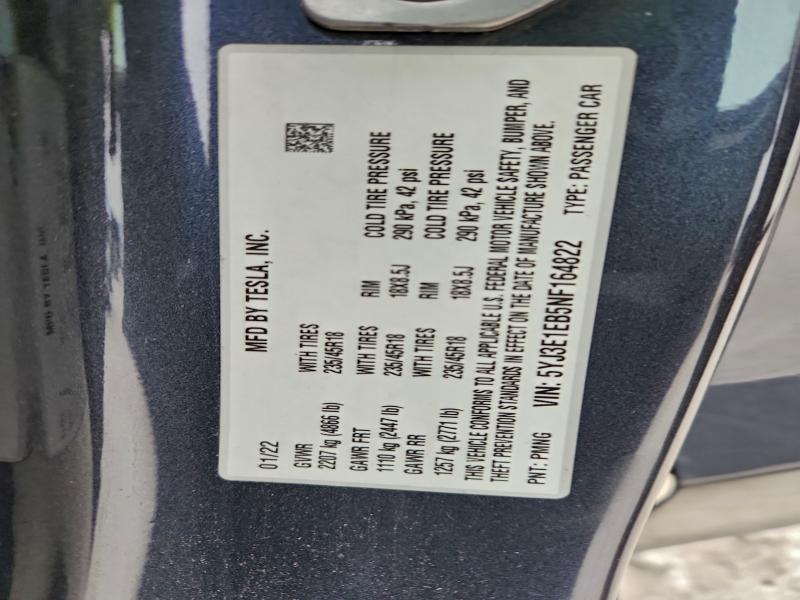 MFD BY TESLA, INC.
01/22
GVWR WITH TIRES
2207 kg (4866 lb) 235/45R18
GAWR FRT WITH TIRES RIM COLD TIRE PRESSURE
1110 kg (2447 lb) 235/45R18 18X8.5J 290 kPa, 42 psi
GAWR RR WITH TIRES RIM COLD TIRE PRESSURE
1257 kg (2771 lb) 235/45R18 18X8.5J 290 kPa, 42 psi
THIS VEHICLE CONFORMS TO ALL APPLICABLE U.S. FEDERAL MOTOR VEHICLE SAFETY, BUMPER, AND
THEFT PREVENTION STANDARDS IN EFFECT ON THE DATE OF MANUFACTURE SHOWN ABOVE.
PNT: PMNG VIN: 5YJ3E1EB5NF164822 TYPE: PASSENGER CAR
MFD BY TESLA, INC.